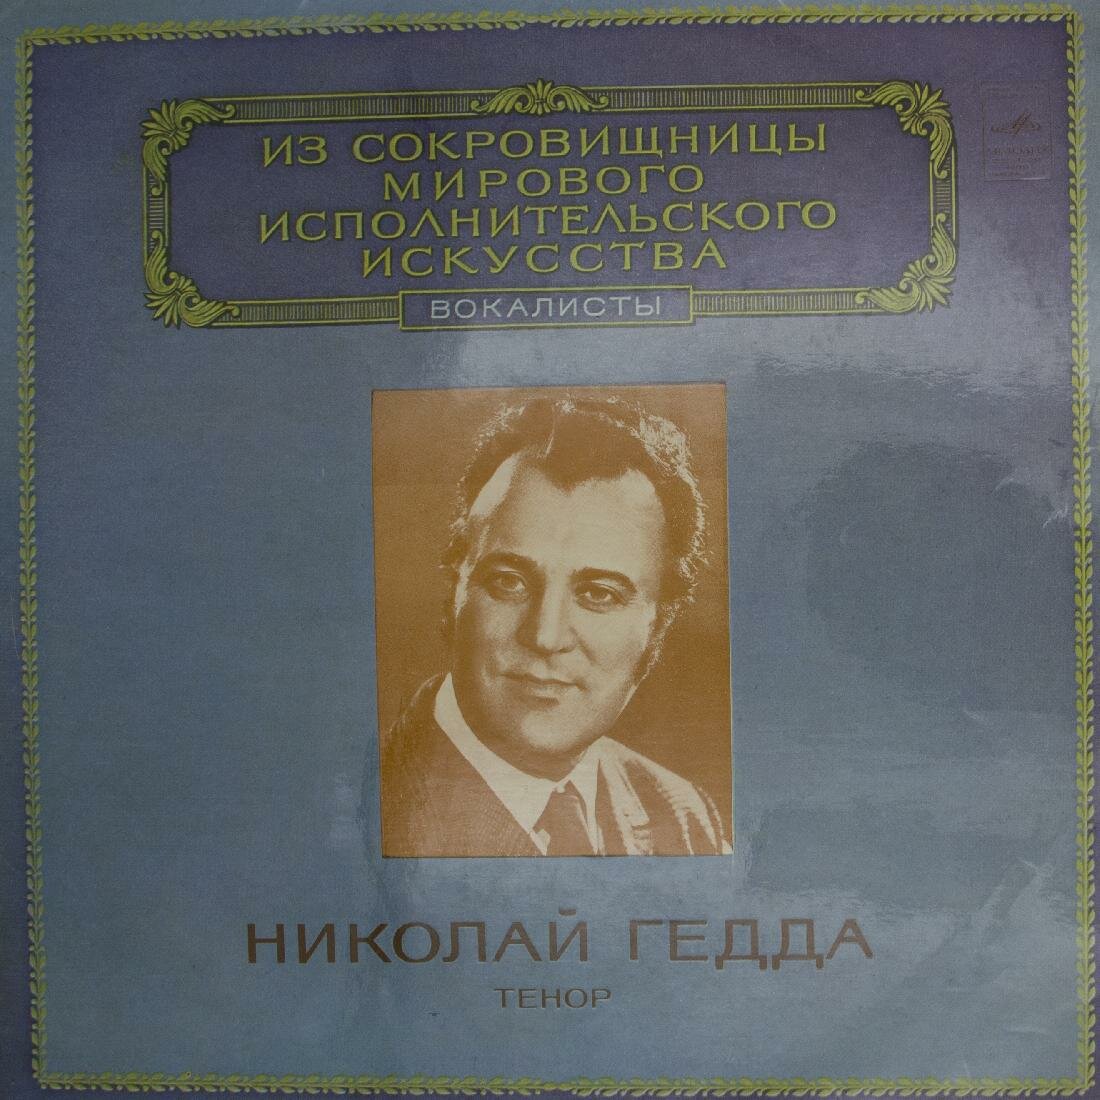 ИЗ СОКРОВИЩНИЦЫ
МИРОВОГО
ИСПОЛНИТЕЛЬСКОГО
ИСКУССТВА
ВОКАЛИСТЫ
НИКОЛАЙ ГЕДДА
ТЕНОР